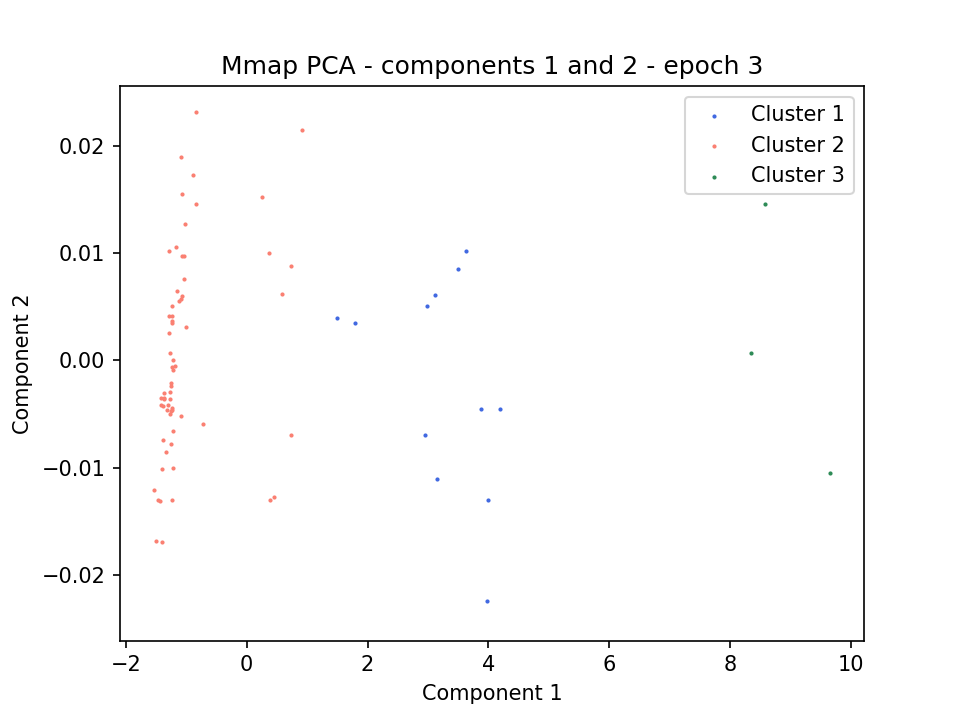 Mmap PCA - components 1 and 2 - epoch 3
Cluster 1
Cluster 2
Cluster 3
0.02
0.01
0.00
−0.01
−0.02
Component 2
−2
0
2
4
6
8
10
Component 1